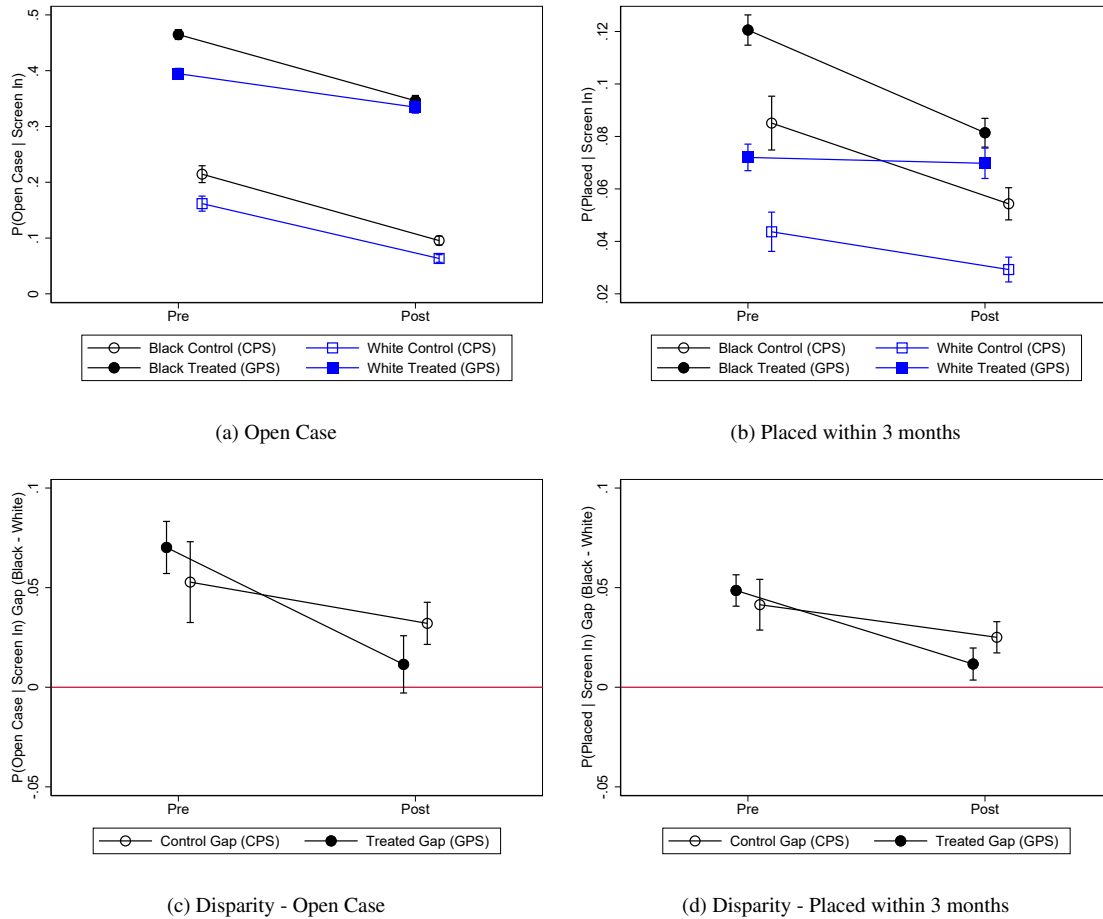 P(Open Case | Screen In)
.5
.4
.3
.2
.1
0
Pre Post
Black Control (CPS) White Control (CPS)
Black Treated (GPS) White Treated (GPS)
(a) Open Case
P(Placed | Screen In)
.12
.1
.08
.06
.04
.02
Pre Post
Black Control (CPS) White Control (CPS)
Black Treated (GPS) White Treated (GPS)
(b) Placed within 3 months
P(Open Case | Screen In) Gap (Black - White)
.1
.05
0
-.05
Pre Post
Control Gap (CPS) Treated Gap (GPS)
(c) Disparity - Open Case
P(Placed | Screen In) Gap (Black - White)
.1
.05
0
-.05
Pre Post
Control Gap (CPS) Treated Gap (GPS)
(d) Disparity - Placed within 3 months